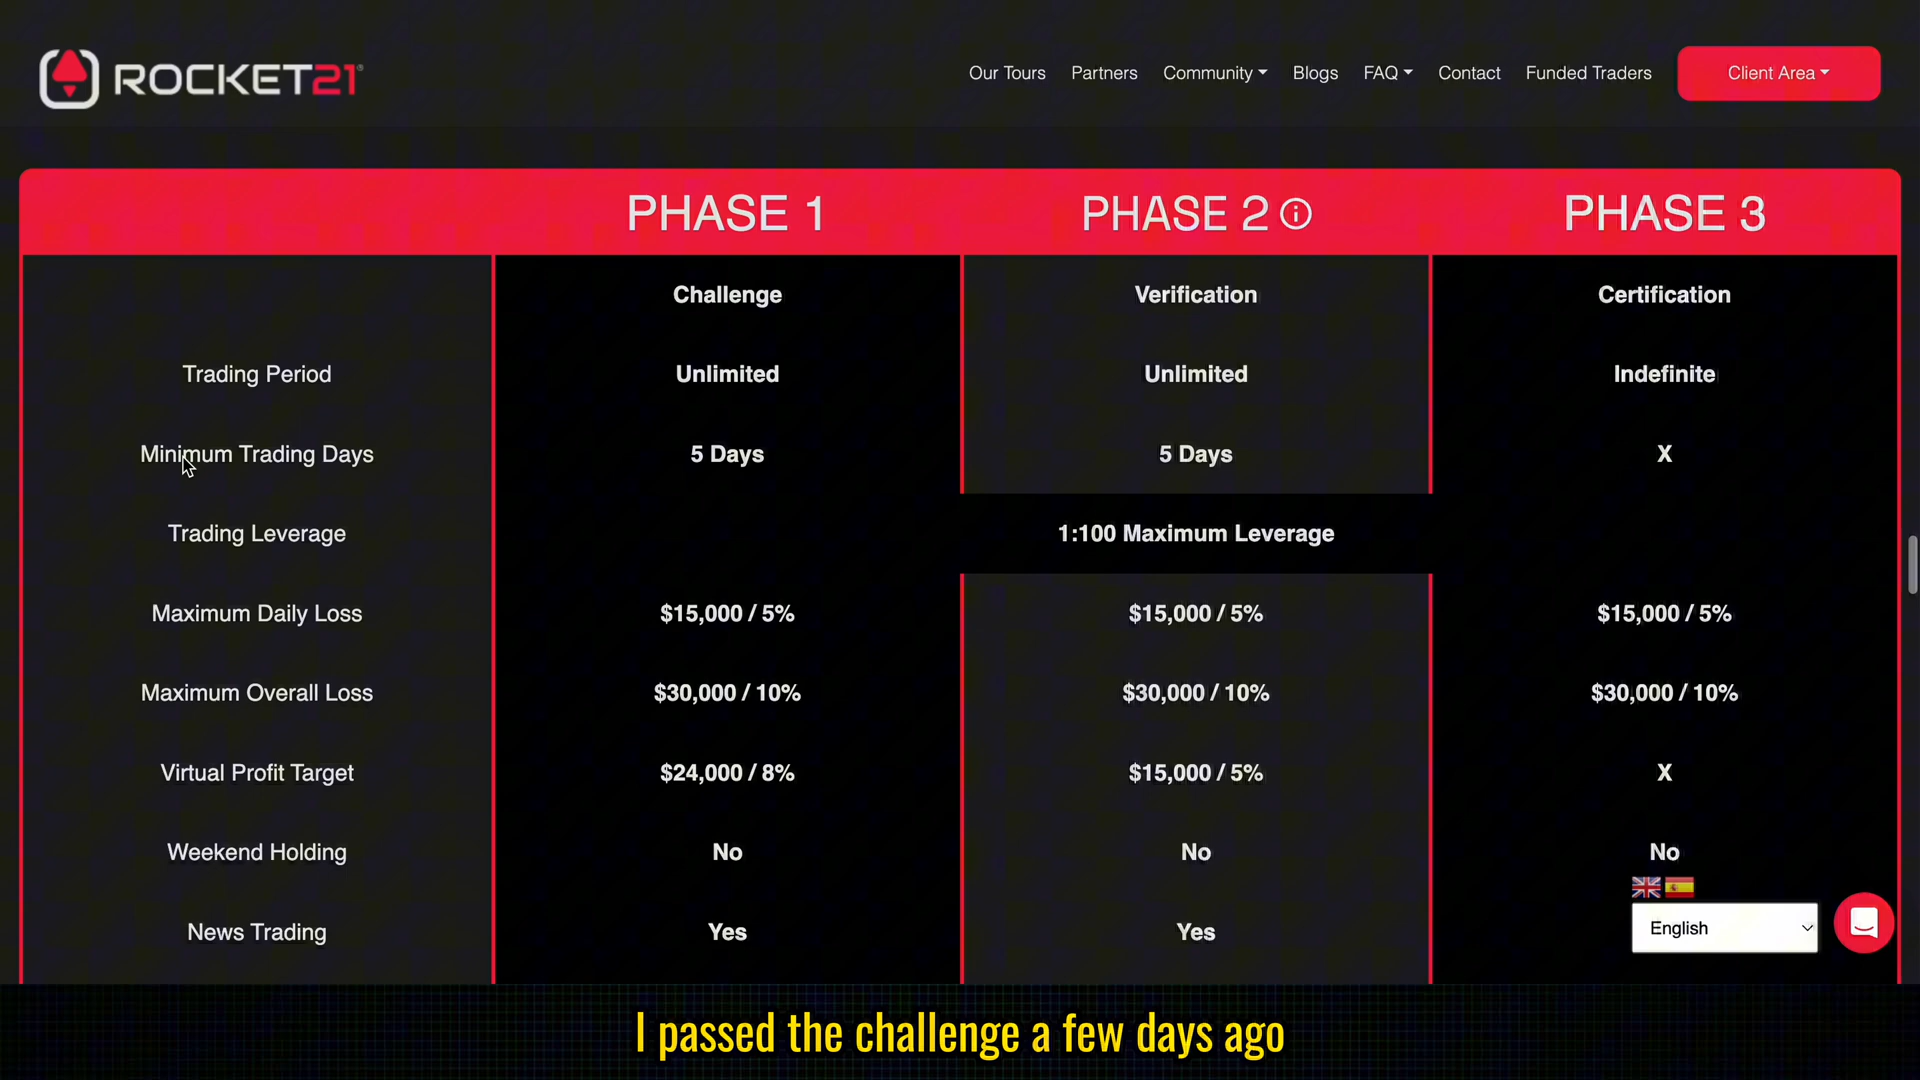 ROCKET21
Our Tours Partners Community Blogs FAQ Contact Funded Traders Client Area
PHASE 1 PHASE 2 PHASE 3
Challenge Verification Certification
Trading Period Unlimited Unlimited Indefinite
Minimum Trading Days 5 Days 5 Days X
Trading Leverage 1:100 Maximum Leverage
Maximum Daily Loss $15,000 / 5% $15,000 / 5% $15,000 / 5%
Maximum Overall Loss $30,000 / 10% $30,000 / 10% $30,000 / 10%
Virtual Profit Target $24,000 / 8% $15,000 / 5% X
Weekend Holding No No No
News Trading Yes Yes
English
I passed the challenge a few days ago